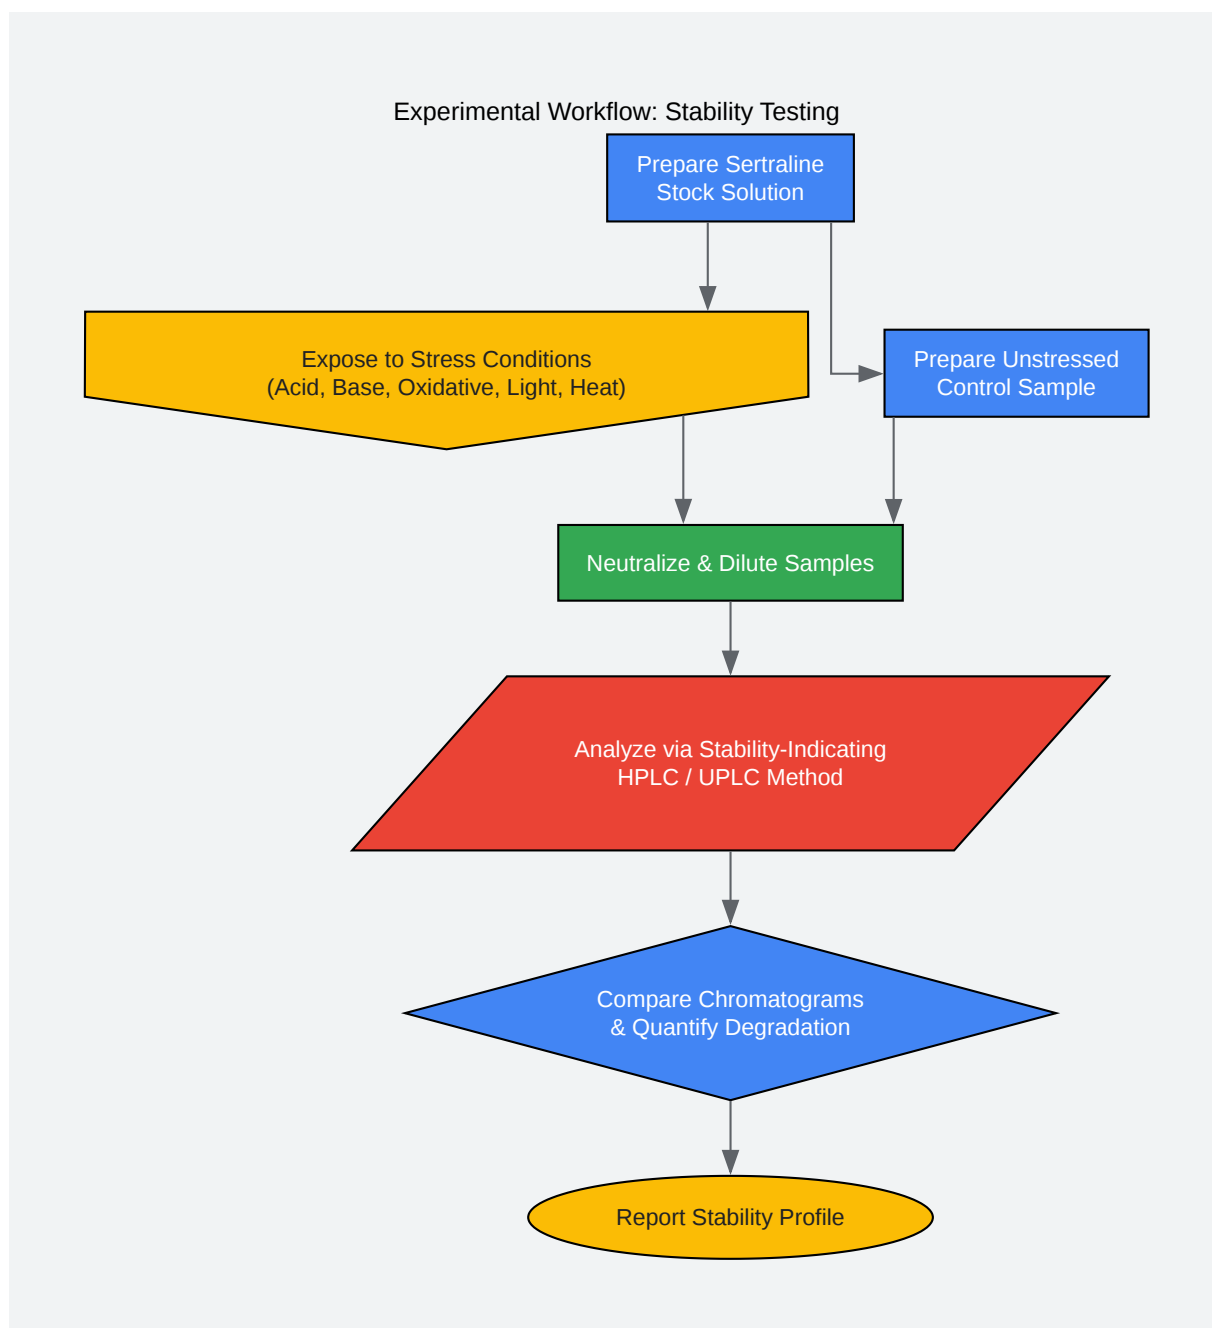 Experimental Workflow: Stability Testing
Prepare Sertraline
Stock Solution
Expose to Stress Conditions
(Acid, Base, Oxidative, Light, Heat)
Prepare Unstressed
Control Sample
Neutralize & Dilute Samples
Analyze via Stability-Indicating
HPLC / UPLC Method
Compare Chromatograms
& Quantify Degradation
Report Stability Profile